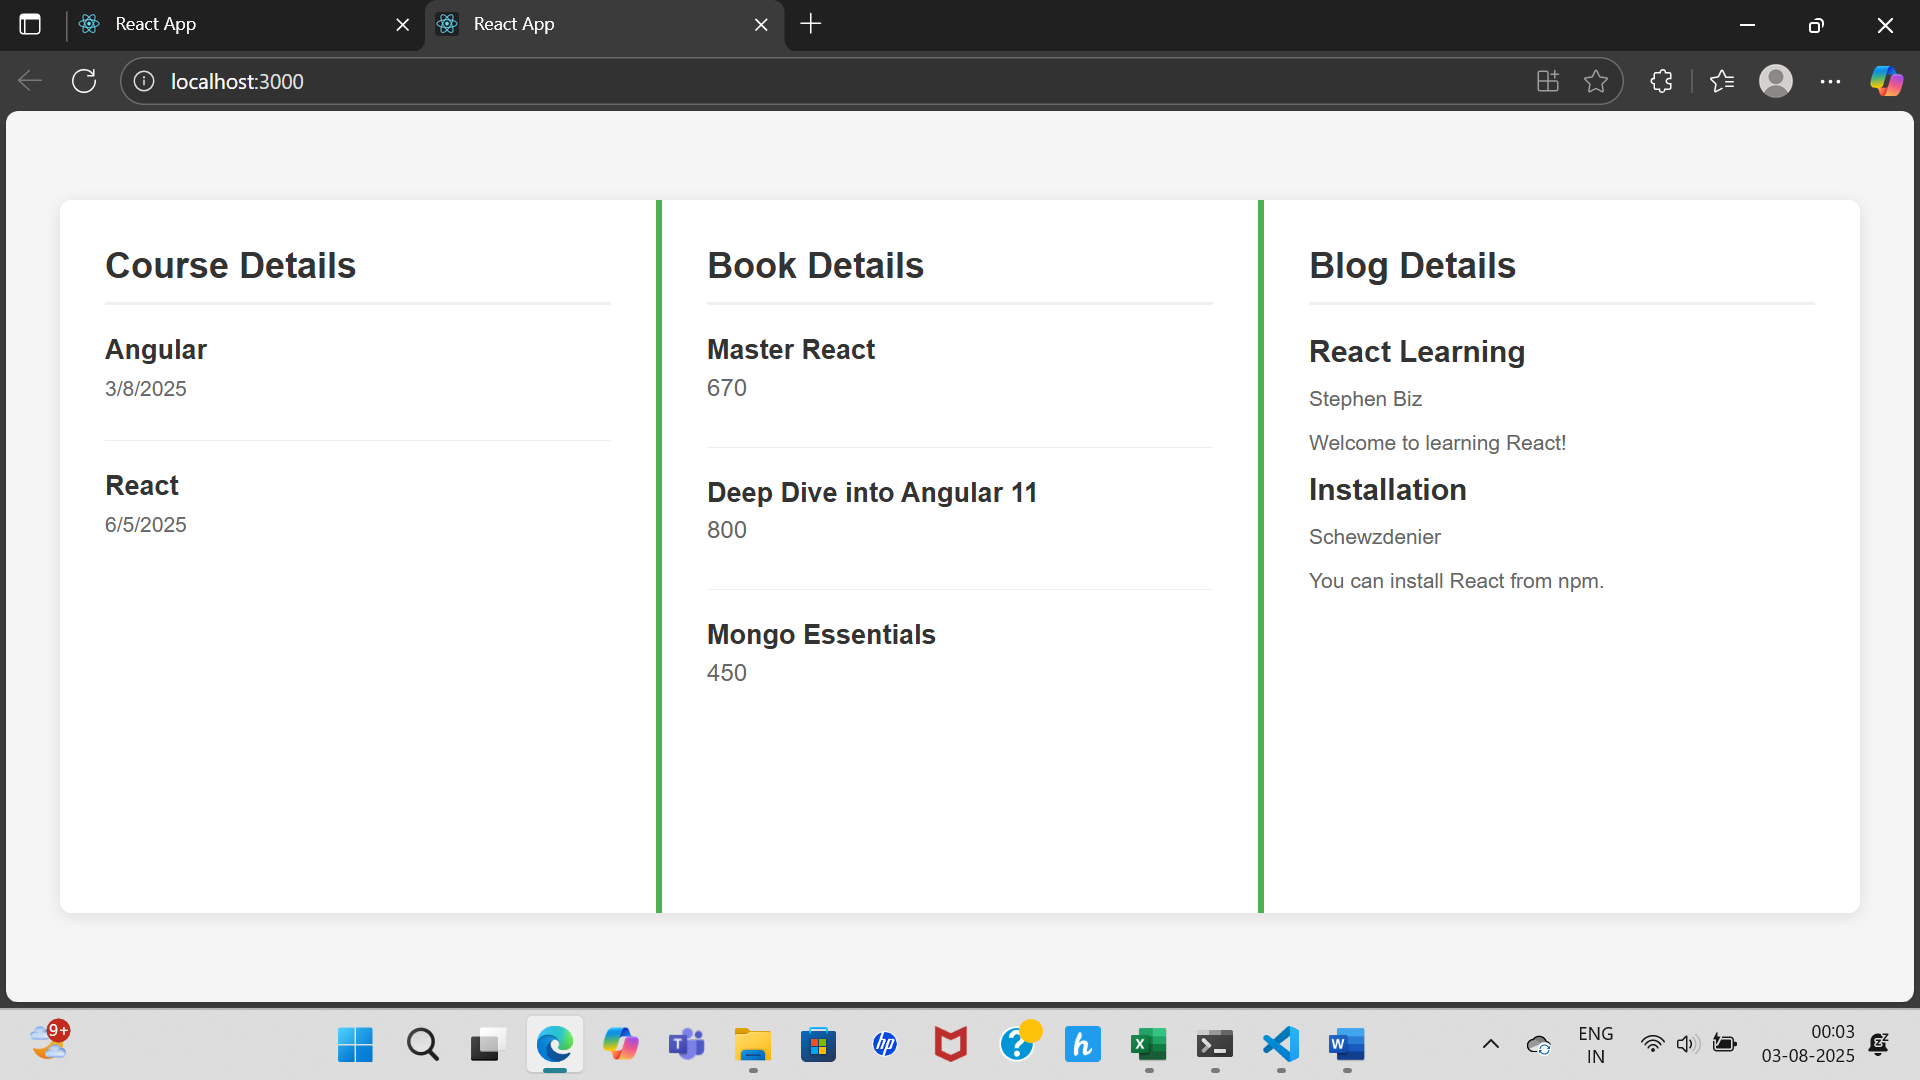 React App
React App
localhost:3000
Course Details
Angular
3/8/2025
React
6/5/2025
Book Details
Master React
670
Deep Dive into Angular 11
800
Mongo Essentials
450
Blog Details
React Learning
Stephen Biz
Welcome to learning React!
Installation
Schewzdenier
You can install React from npm.
9+
T
hp
?
h
X
W
ENG
IN
00:03
03-08-2025